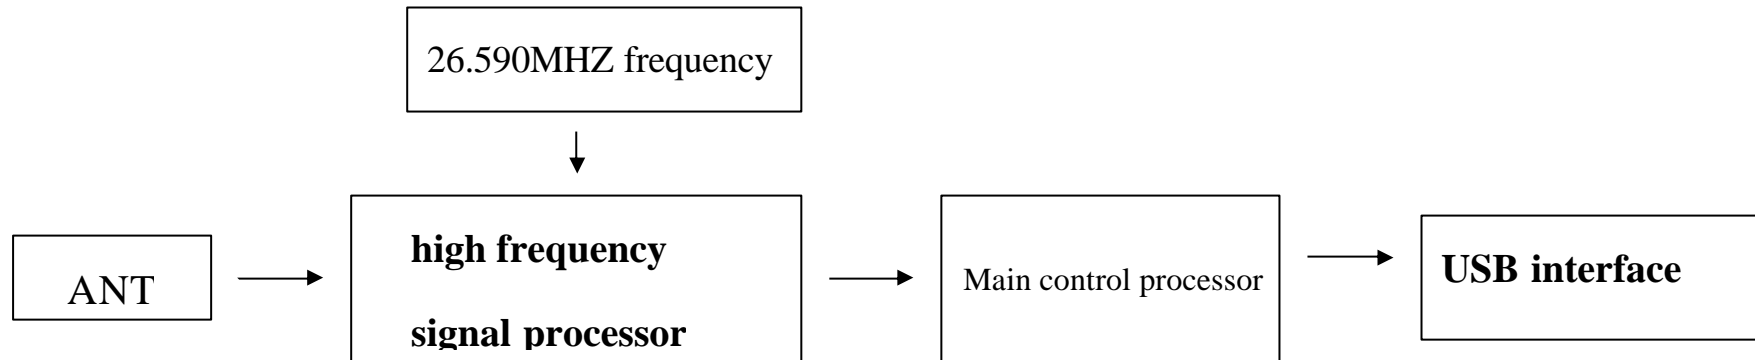 26.590MHZ frequency
high frequency
signal processor
ANT
Main control processor
USB interface